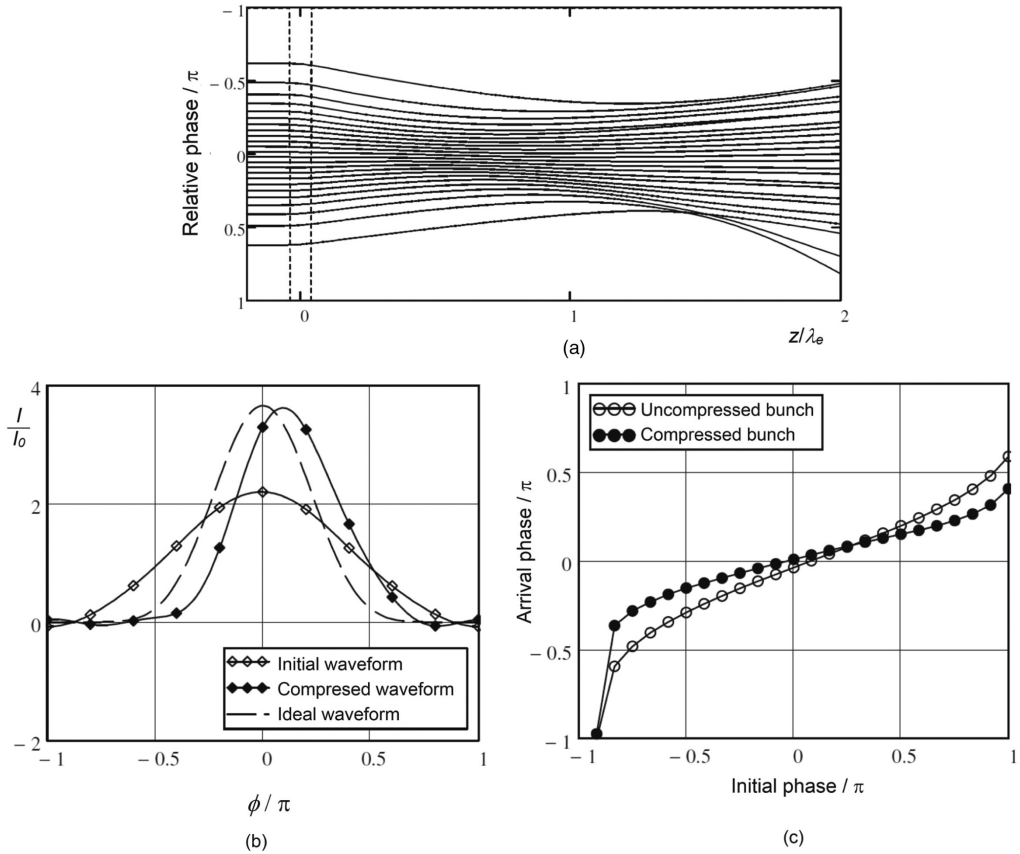 − 1
− 0.5
0
0.5
1
Relative phase / π
0
1
2
z/λe
(a)
4
2
0
− 2
I
I0
Initial waveform
Compresed waveform
Ideal waveform
− 1
− 0.5
0
0.5
1
ϕ / π
(b)
1
0.5
0
− 0.5
− 1
Arrival phase / π
Uncompressed bunch
Compressed bunch
− 1
− 0.5
0
0.5
1
Initial phase / π
(c)